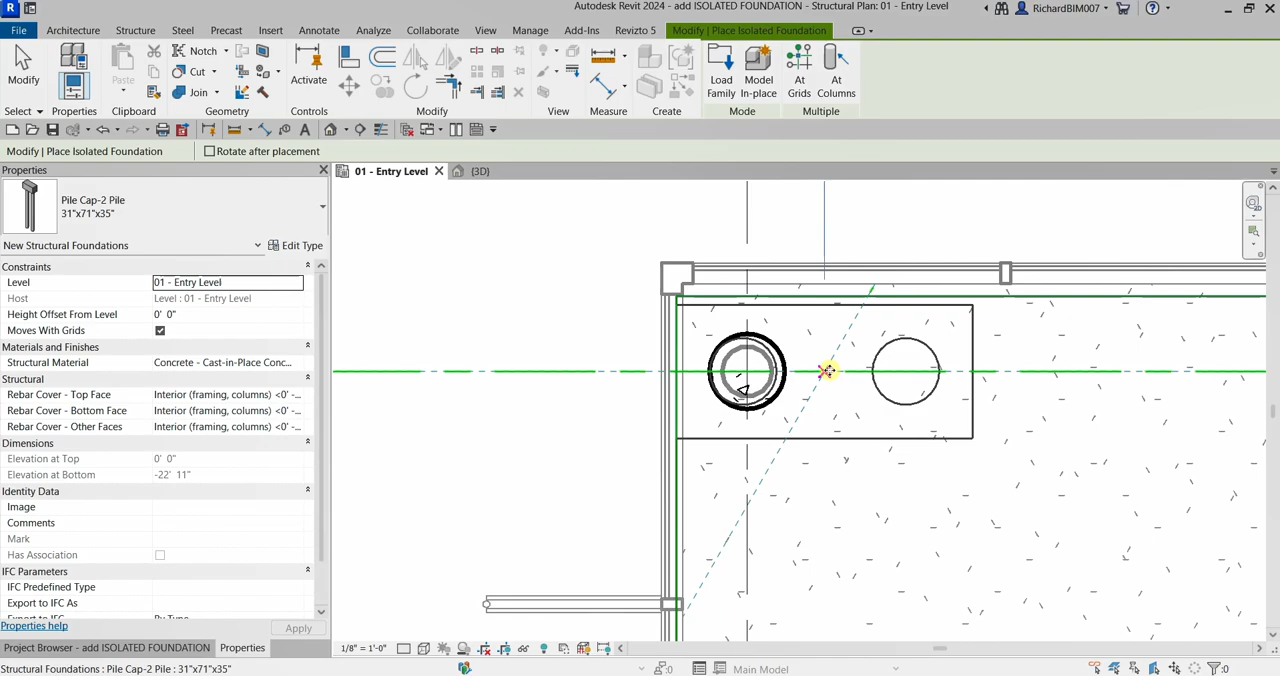 Autodesk Revit 2024 - add ISOLATED FOUNDATION - Structural Plan: 01 - Entry Level
RichardBIM007
File Architecture Structure Steel Precast Insert Annotate Analyze Collaborate View Manage Add-Ins Revizto 5 Modify | Place Isolated Foundation
Modify
Paste
Notch
Cut
Join
Activate
Load Family
Model In-place
At Grids
At Columns
Select Properties Clipboard Geometry Controls Modify View Measure Create Mode Multiple
Modify | Place Isolated Foundation Rotate after placement
Properties
01 - Entry Level
{3D}
Pile Cap-2 Pile
31"x71"x35"
New Structural Foundations Edit Type
Constraints
Level 01 - Entry Level
Host Level : 01 - Entry Level
Height Offset From Level 0' 0"
Moves With Grids
Materials and Finishes
Structural Material Concrete - Cast-in-Place Conc...
Structural
Rebar Cover - Top Face Interior (framing, columns) <0' -...
Rebar Cover - Bottom Face Interior (framing, columns) <0' -...
Rebar Cover - Other Faces Interior (framing, columns) <0' -...
Dimensions
Elevation at Top 0' 0"
Elevation at Bottom -22' 11"
Identity Data
Image
Comments
Mark
Has Association
IFC Parameters
IFC Predefined Type
Export to IFC As
Properties help Apply
Project Browser - add ISOLATED FOUNDATION Properties
1/8" = 1'-0"
Structural Foundations : Pile Cap-2 Pile : 31"x71"x35"
:0
Main Model
:0